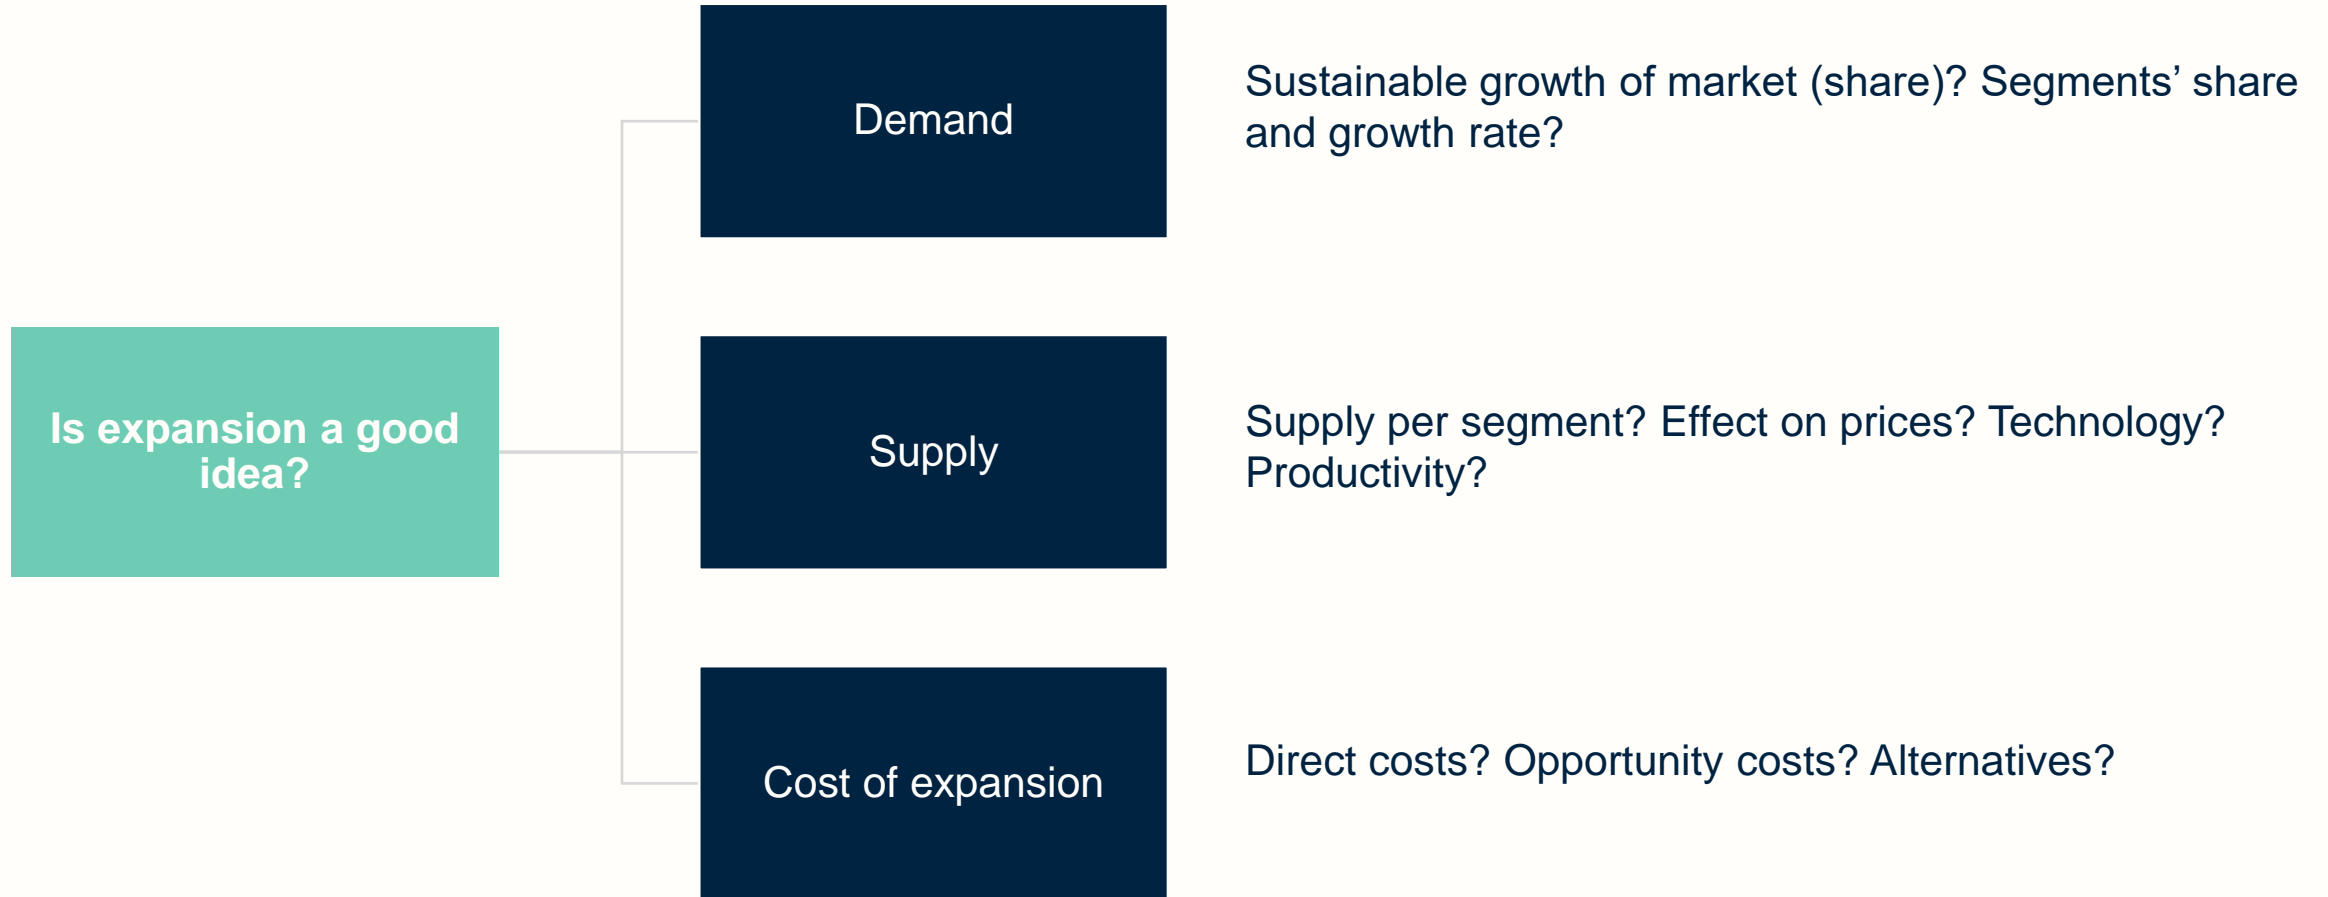 Demand
Sustainable growth of market (share)? Segments’ share
and growth rate?
Is expansion a good
idea?
Supply
Supply per segment? Effect on prices? Technology?
Productivity?
Cost of expansion
Direct costs? Opportunity costs? Alternatives?